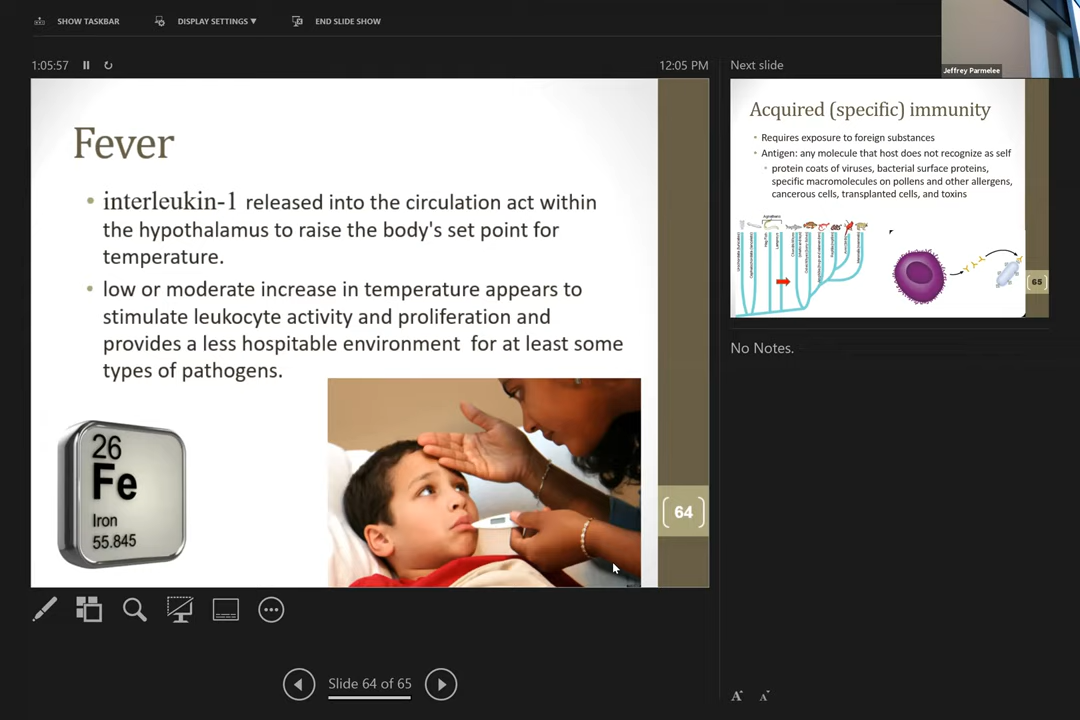 SHOW TASKBAR
DISPLAY SETTINGS ▼
END SLIDE SHOW
Jeffrey Parmelee
1:05:57
12:05 PM
Next slide
Fever
• interleukin-1 released into the circulation act within
the hypothalamus to raise the body's set point for
temperature.
• low or moderate increase in temperature appears to
stimulate leukocyte activity and proliferation and
provides a less hospitable environment for at least some
types of pathogens.
26
Fe
Iron
55.845
64
Acquired (specific) immunity
• Requires exposure to foreign substances
• Antigen: any molecule that host does not recognize as self
• protein coats of viruses, bacterial surface proteins,
specific macromolecules on pollens and other allergens,
cancerous cells, transplanted cells, and toxins
65
No Notes.
Slide 64 of 65
A
A